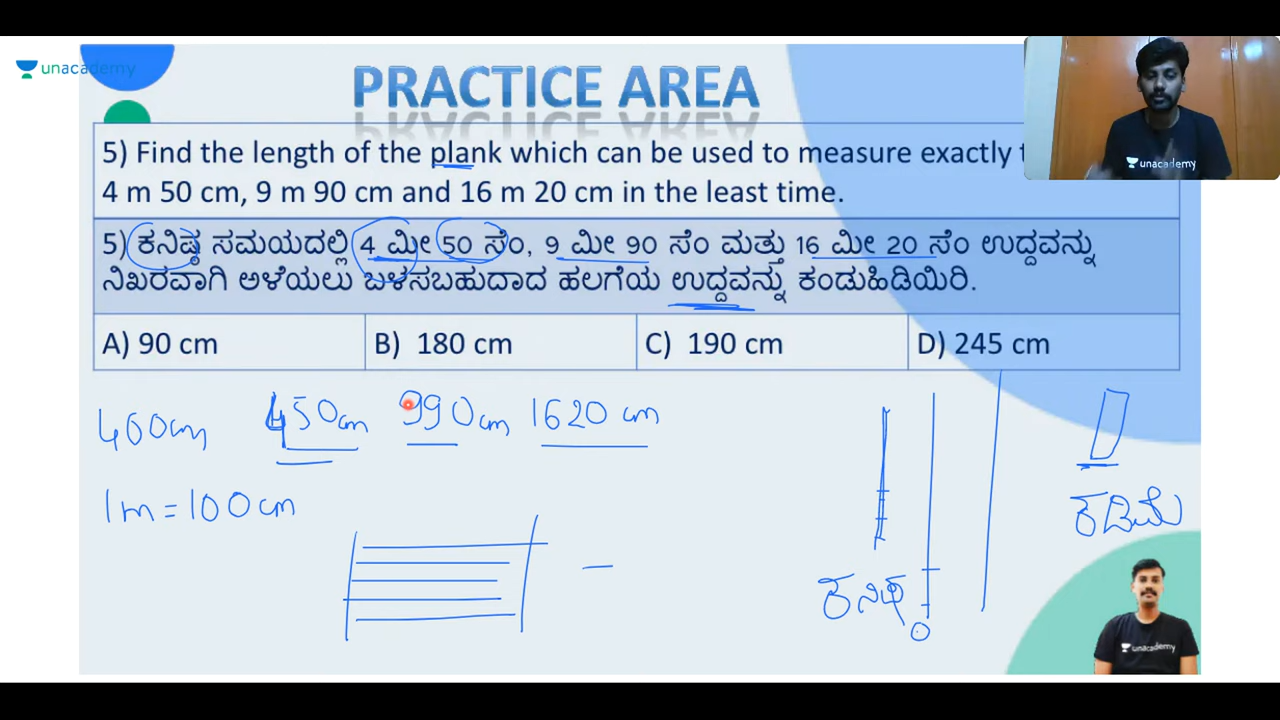 unacademy
PRACTICE AREA
5) Find the length of the plank which can be used to measure exactly
4 m 50 cm, 9 m 90 cm and 16 m 20 cm in the least time.
5) ಕನಿಷ್ಠ ಸಮಯದಲ್ಲಿ 4 ಮೀ 50 ಸೆಂ, 9 ಮೀ 90 ಸೆಂ ಮತ್ತು 16 ಮೀ 20 ಸೆಂ ಉದ್ದವನ್ನು
ನಿಖರವಾಗಿ ಅಳೆಯಲು ಬಳಸಬಹುದಾದ ಹಲಗೆಯ ಉದ್ದವನ್ನು ಕಂಡುಹಿಡಿಯಿರಿ.
A) 90 cm B) 180 cm C) 190 cm D) 245 cm
400cm 450cm 990cm 1620 cm
1m=100cm
ಕಡಿಮೆ
0
unacademy
unacademy